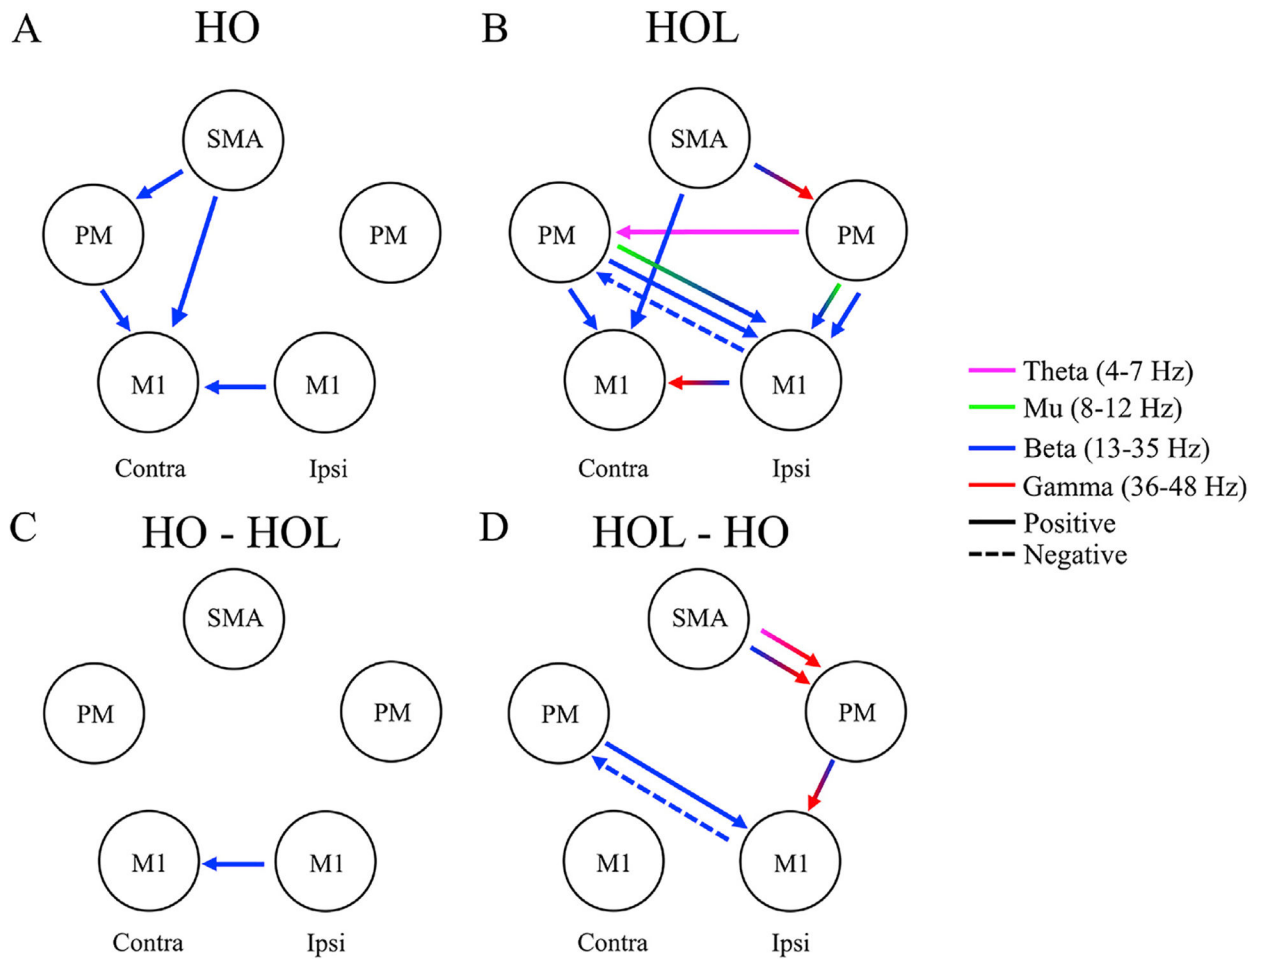 A HO
SMA
PM PM
M1 M1
Contra Ipsi
B HOL
SMA
PM PM
M1 M1
Contra Ipsi
Theta (4-7 Hz)
Mu (8-12 Hz)
Beta (13-35 Hz)
Gamma (36-48 Hz)
Positive
Negative
C HO - HOL
SMA
PM PM
M1 M1
Contra Ipsi
D HOL - HO
SMA
PM PM
M1 M1
Contra Ipsi